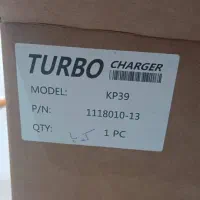 TURBO CHARGER
MODEL: KP39
P/N: 1118010-13
QTY: 1 PC